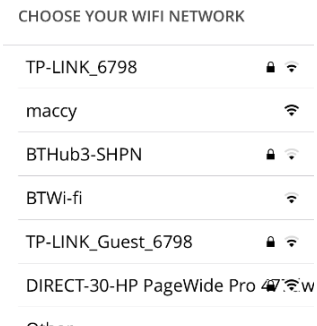 CHOOSE YOUR WIFI NETWORK
TP-LINK_6798
maccy
BTHub3-SHPN
BTWi-fi
TP-LINK_Guest_6798
DIRECT-30-HP PageWide Pro